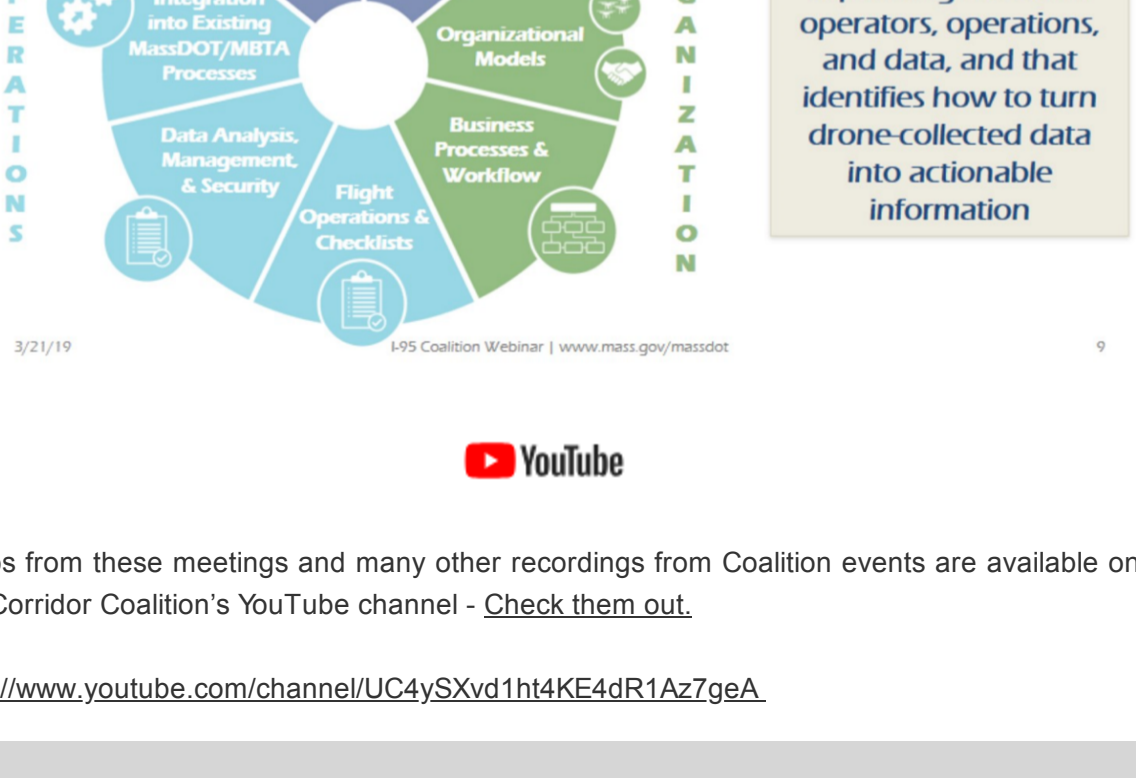 ERATIONS
Integration
into Existing
MassDOT/MBTA
Processes
Data Analysis,
Management,
& Security
Flight
Operations &
Checklists
Organizational
Models
Business
Processes &
Workflow
ANIZATION
operators, operations,
and data, and that
identifies how to turn
drone-collected data
into actionable
information
3/21/19
I-95 Coalition Webinar | www.mass.gov/massdot
9
YouTube
from these meetings and many other recordings from Coalition events are available on
Corridor Coalition’s YouTube channel - Check them out.
//www.youtube.com/channel/UC4ySXvd1ht4KE4dR1Az7geA